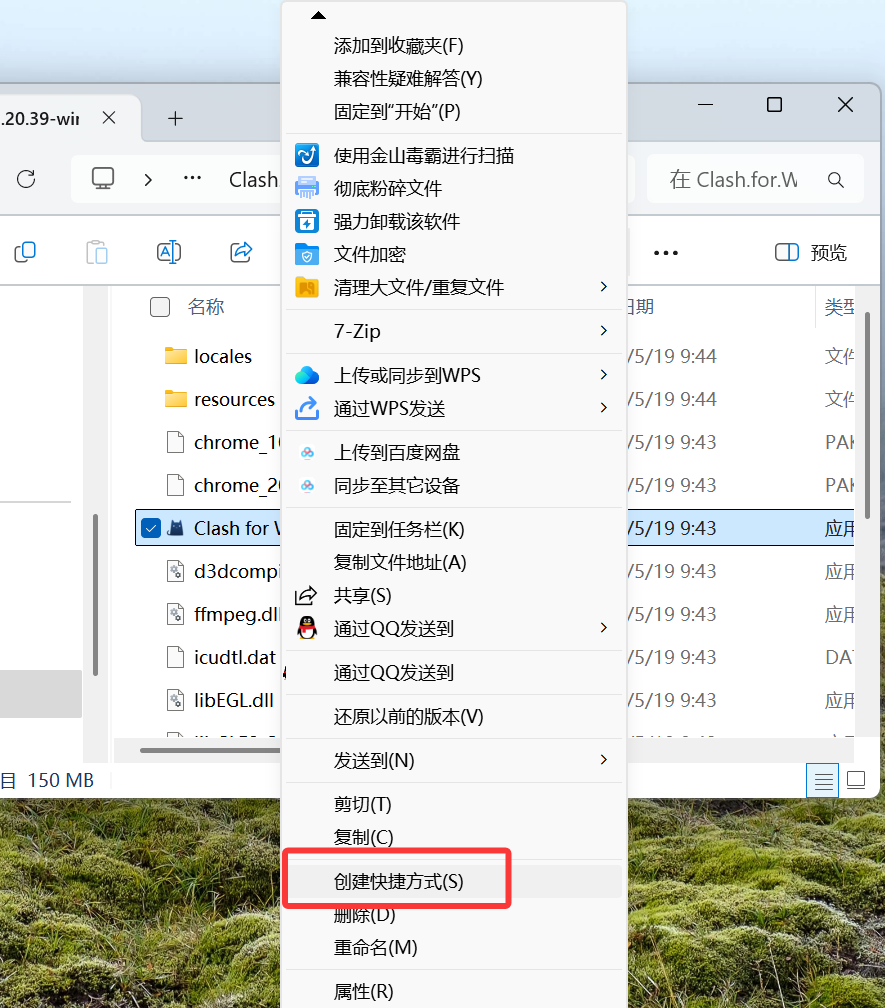 添加到收藏夹(F)
兼容性疑难解答(Y)
固定到“开始”(P)
.20.39-wir
使用金山毒霸进行扫描
彻底粉碎文件
Clash
在 Clash.for.W
强力卸载该软件
文件加密
预览
清理大文件/重复文件
名称
日期
类型
7-Zip
locales
/5/19 9:44
文件
上传或同步到WPS
resources
/5/19 9:44
文件
通过WPS发送
chrome_10
/5/19 9:43
PAK
上传到百度网盘
chrome_20
/5/19 9:43
PAK
同步至其它设备
Clash for W
/5/19 9:43
应用
固定到任务栏(K)
复制文件地址(A)
d3dcompi
/5/19 9:43
应用
共享(S)
ffmpeg.dll
/5/19 9:43
应用
通过QQ发送到
icudtl.dat
/5/19 9:43
DAT
通过QQ发送到
libEGL.dll
/5/19 9:43
应用
还原以前的版本(V)
发送到(N)
目 150 MB
剪切(T)
复制(C)
创建快捷方式(S)
删除(D)
重命名(M)
属性(R)